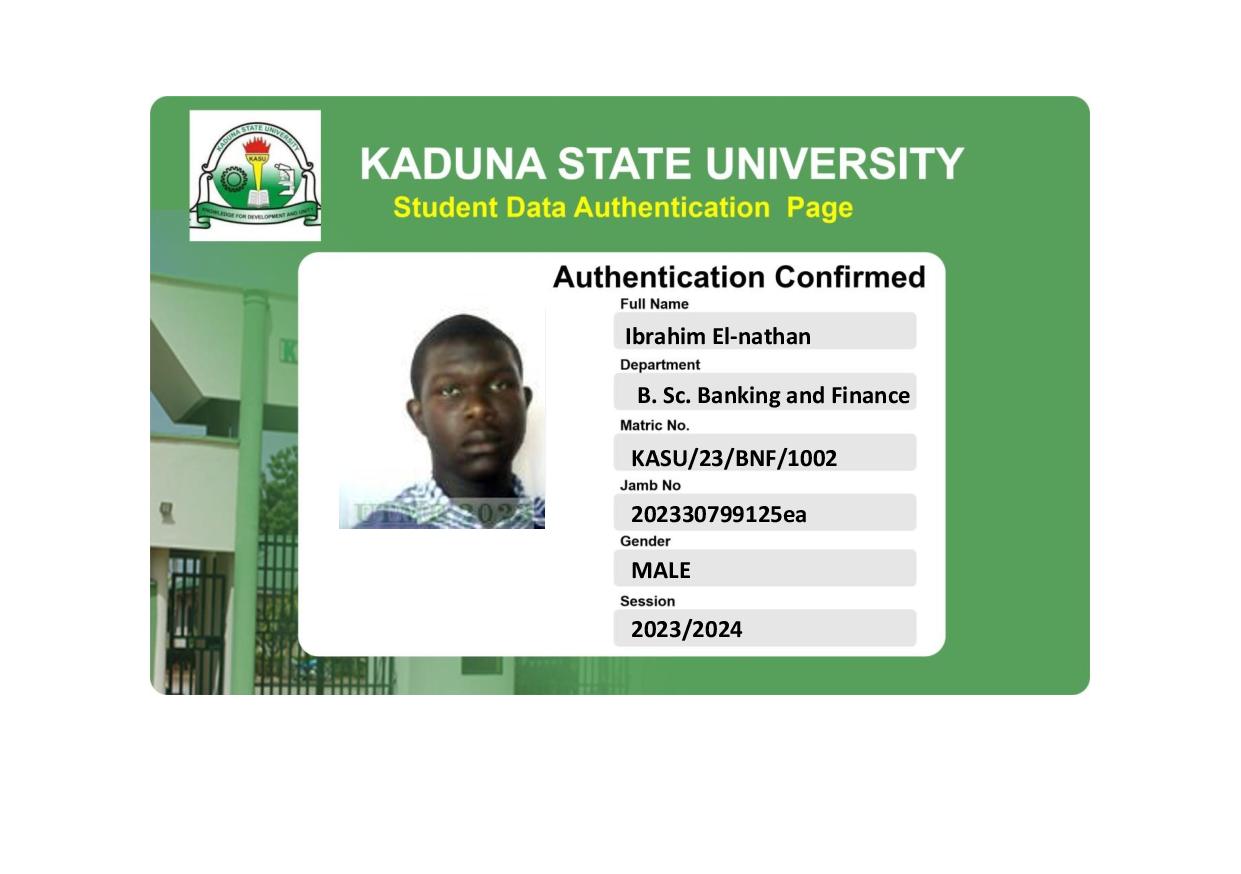 KADUNA STATE UNIVERSITY
KASU
KNOWLEDGE FOR DEVELOPMENT AND UNITY
KADUNA STATE UNIVERSITY
Student Data Authentication Page
Authentication Confirmed
Full Name
Ibrahim El-nathan
Department
B. Sc. Banking and Finance
Matric No.
KASU/23/BNF/1002
Jamb No
202330799125ea
Gender
MALE
Session
2023/2024